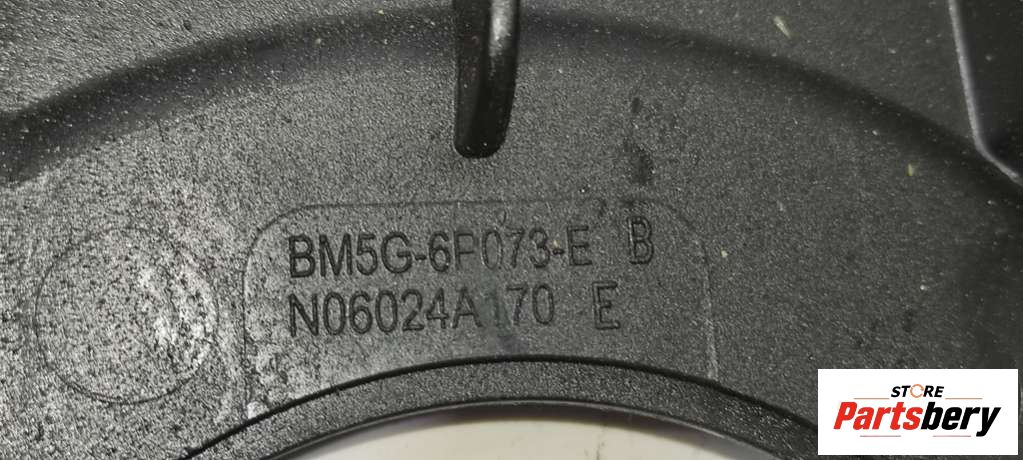 BM5G-6P073-E B
N06024A170 E
STORE
Partsbery